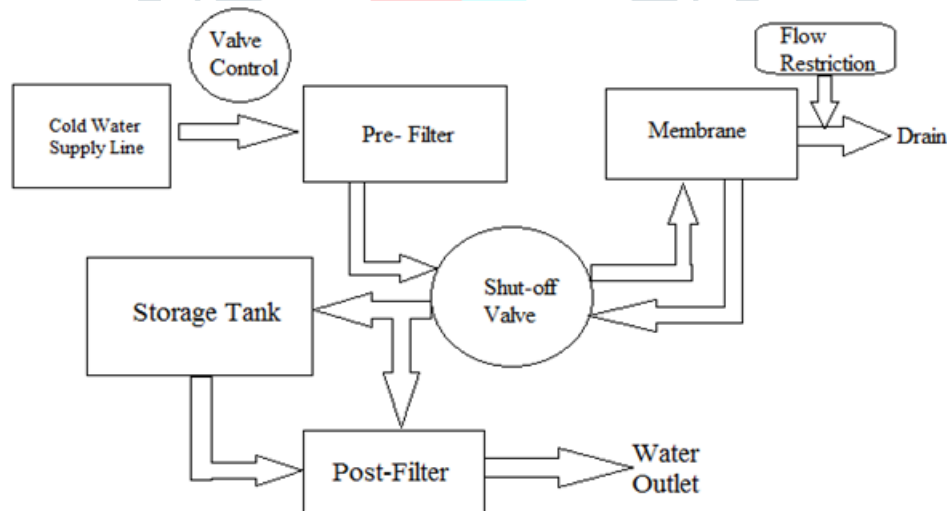 Valve
Control
Flow
Restriction
Cold Water
Supply Line
Pre- Filter
Membrane
Drain
Storage Tank
Shut-off
Valve
Post-Filter
Water
Outlet